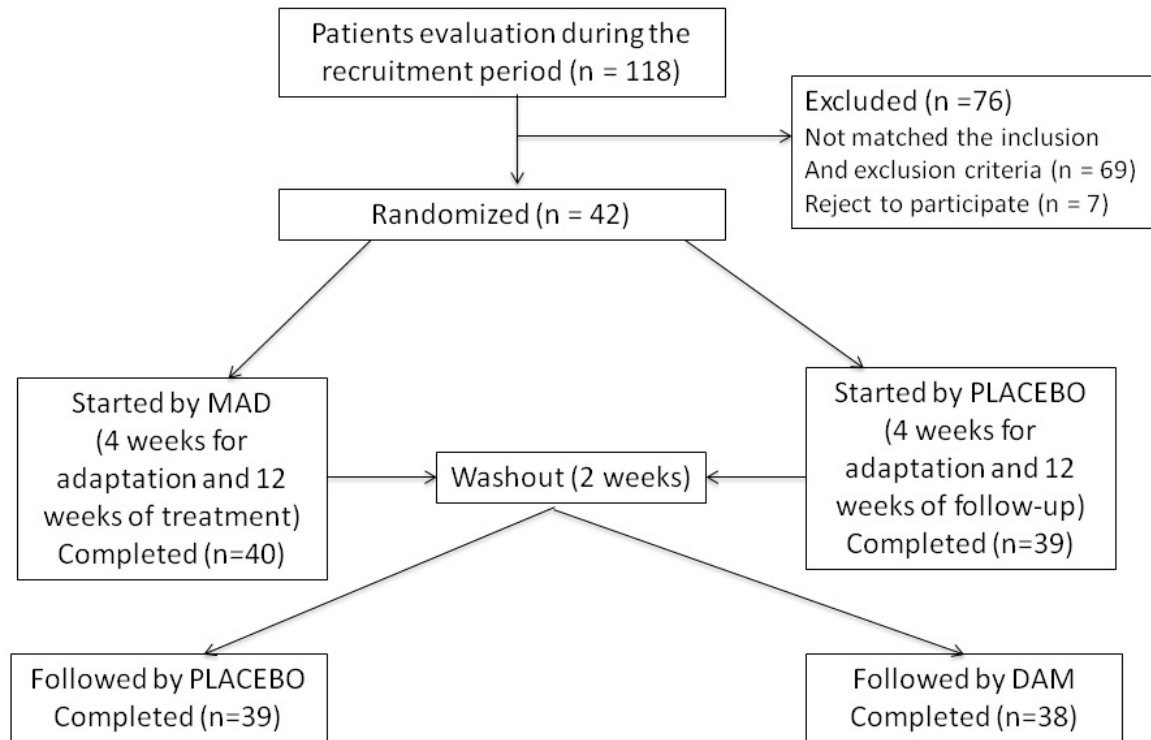 Patients evaluation during the
recruitment period (n = 118)
Excluded (n =76)
Not matched the inclusion
And exclusion criteria (n = 69)
Reject to participate (n = 7)
Randomized (n = 42)
Started by MAD
(4 weeks for
adaptation and 12
weeks of treatment)
Completed (n=40)
Washout (2 weeks)
Started by PLACEBO
(4 weeks for
adaptation and 12
weeks of follow-up)
Completed (n=39)
Followed by PLACEBO
Completed (n=39)
Followed by DAM
Completed (n=38)